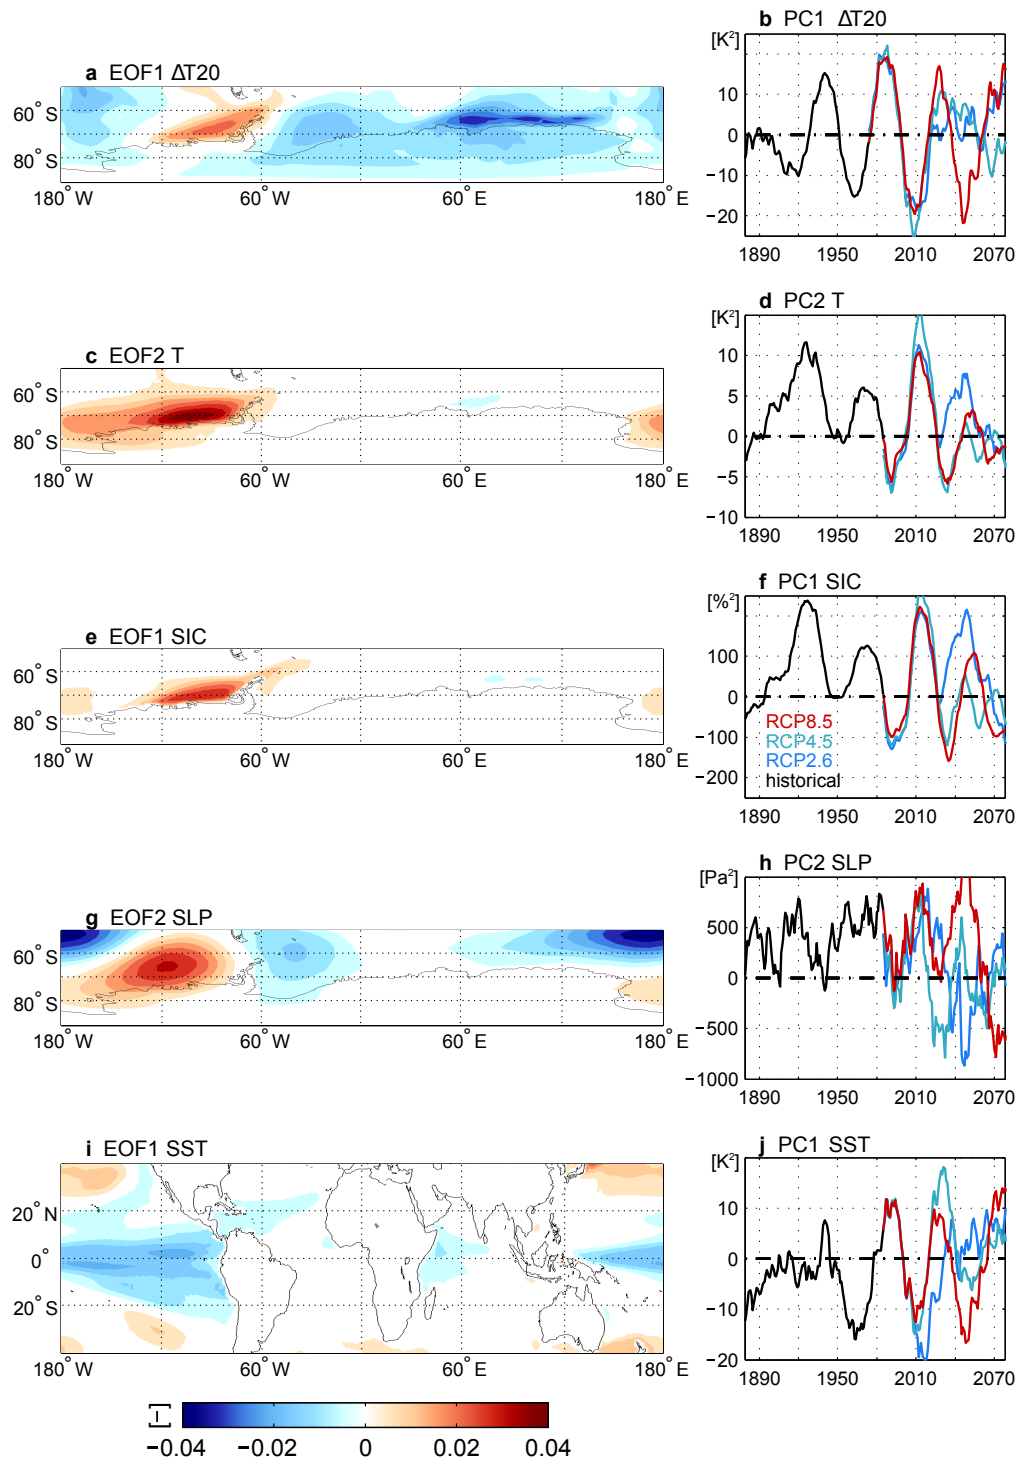 a EOF1 ΔT20
60° S
80° S
180° W
60° W
60° E
180° E
b PC1 ΔT20
[K²]
10
0
−10
−20
1890
1950
2010
2070
c EOF2 T
60° S
80° S
180° W
60° W
60° E
180° E
d PC2 T
[K²]
10
5
0
−5
−10
1890
1950
2010
2070
e EOF1 SIC
60° S
80° S
180° W
60° W
60° E
180° E
f PC1 SIC
[%²]
100
0
−100
−200
RCP8.5
RCP4.5
RCP2.6
historical
1890
1950
2010
2070
g EOF2 SLP
60° S
80° S
180° W
60° W
60° E
180° E
h PC2 SLP
[Pa²]
500
0
−500
−1000
1890
1950
2010
2070
i EOF1 SST
20° N
0°
20° S
180° W
60° W
60° E
180° E
j PC1 SST
[K²]
10
0
−10
−20
1890
1950
2010
2070
[−]
−0.04
−0.02
0
0.02
0.04